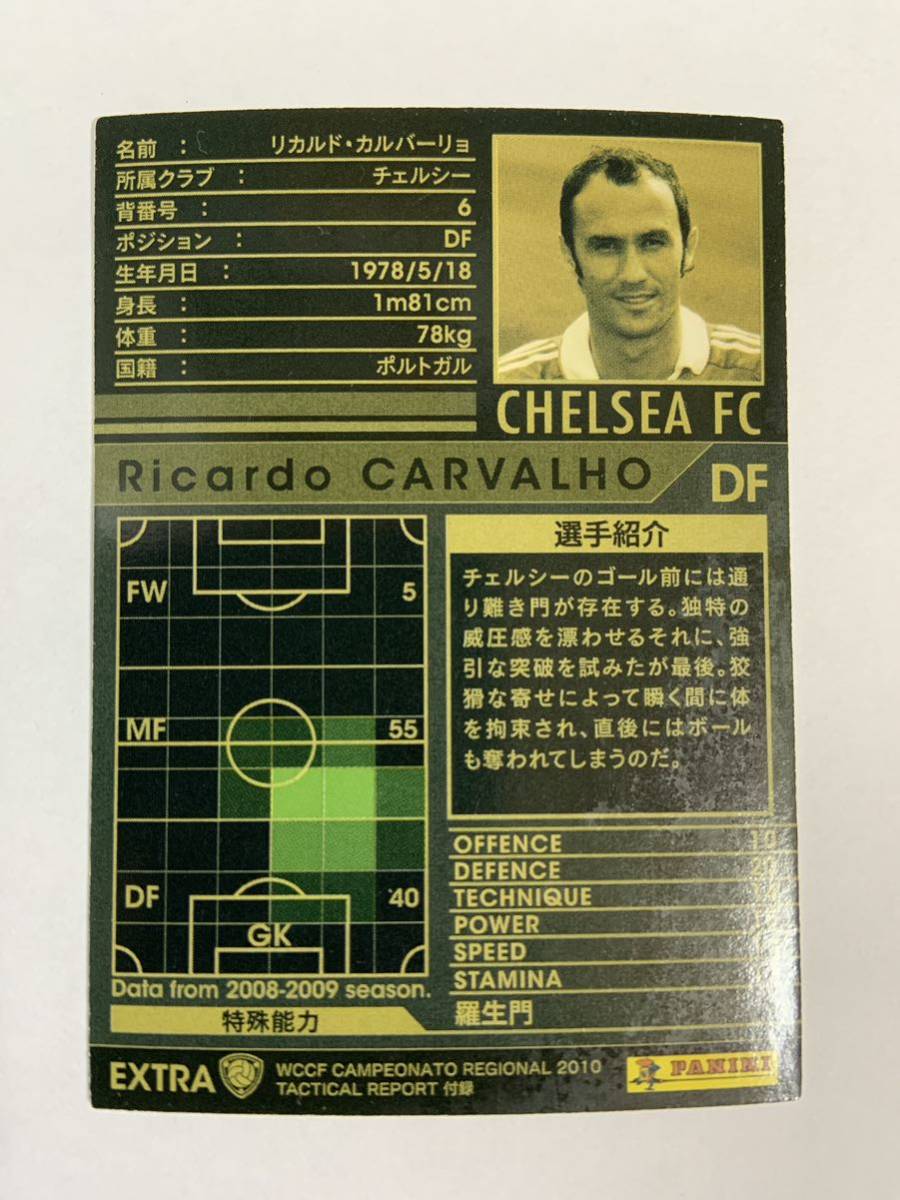 名前 : リカルド・カルバーリョ
所属クラブ : チェルシー
背番号 : 6
ポジション : DF
生年月日 : 1978/5/18
身長 : 1m81cm
体重 : 78kg
国籍 : ポルトガル
CHELSEA FC
Ricardo CARVALHO DF
FW 5
MF 55
DF 40
GK
Data from 2008-2009 season.
特殊能力
選手紹介
チェルシーのゴール前には通
り難き門が存在する。独特の
威圧感を漂わせるそれに、強
引な突破を試みたが最後。狡
猾な寄せによって瞬く間に体
を拘束され、直後にはボール
も奪われてしまうのだ。
OFFENCE 10
DEFENCE
TECHNIQUE
POWER
SPEED
STAMINA
羅生門
EXTRA
WCCF CAMPEONATO REGIONAL 2010
TACTICAL REPORT 付録
PANINI